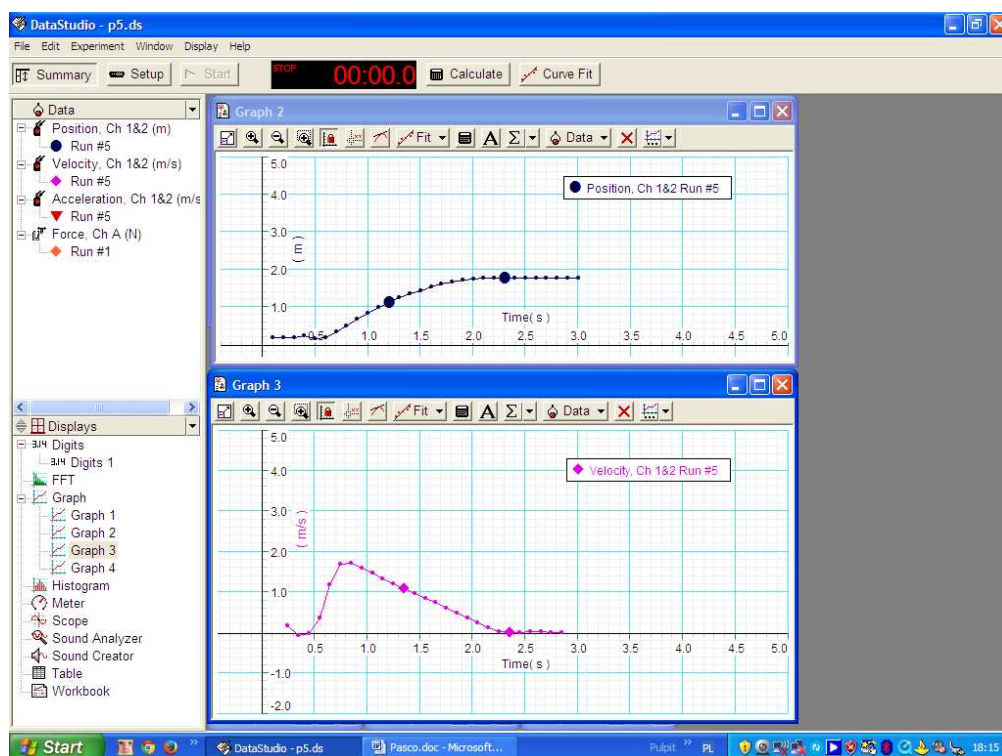 DataStudio - p5.ds
File Edit Experiment Window Display Help
Summary Setup Start STOP 00:00.0 Calculate Curve Fit
Data
Position, Ch 1&2 (m)
Run #5
Velocity, Ch 1&2 (m/s)
Run #5
Acceleration, Ch 1&2 (m/s
Run #5
Force, Ch A (N)
Run #1
Displays
3.14 Digits
3.14 Digits 1
FFT
Graph
Graph 1
Graph 2
Graph 3
Graph 4
Histogram
Meter
Scope
Sound Analyzer
Sound Creator
Table
Workbook
Graph 2
Fit A Σ Data
5.0
4.0
3.0
2.0
1.0
( m )
Position, Ch 1&2 Run #5
Time( s )
0.5 1.0 1.5 2.0 2.5 3.0 3.5 4.0 4.5 5.0
Graph 3
Fit A Σ Data
5.0
4.0
3.0
2.0
1.0
-1.0
-2.0
( m/s )
Velocity, Ch 1&2 Run #5
0.5 1.0 1.5 2.0 2.5 3.0 3.5 4.0 4.5 5.0
Time( s )
Start DataStudio - p5.ds Pasco.doc - Microsoft... Pulpit PL 18:15